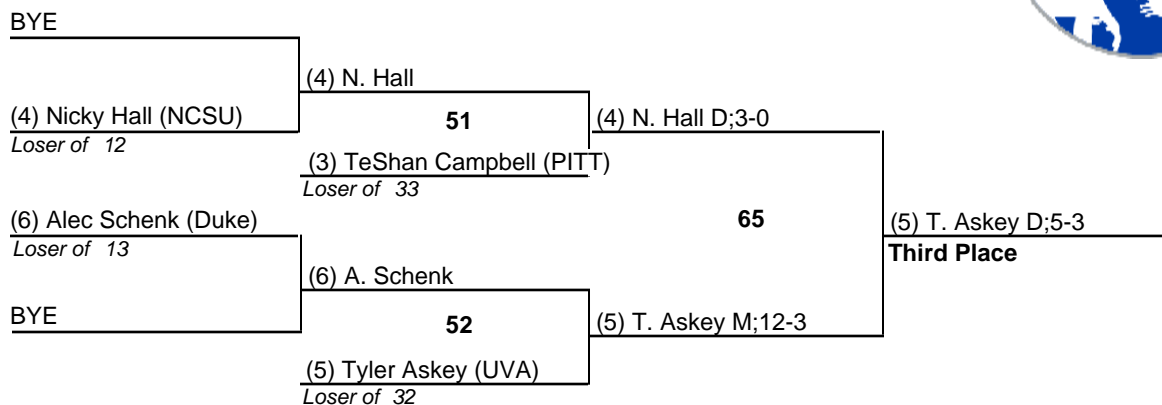 BYE
(4) N. Hall
(4) Nicky Hall (NCSU)
Loser of 12
51
(4) N. Hall D;3-0
(3) TeShan Campbell (PITT)
Loser of 33
(6) Alec Schenk (Duke)
Loser of 13
65
(5) T. Askey D;5-3
Third Place
(6) A. Schenk
BYE
52
(5) T. Askey M;12-3
(5) Tyler Askey (UVA)
Loser of 32